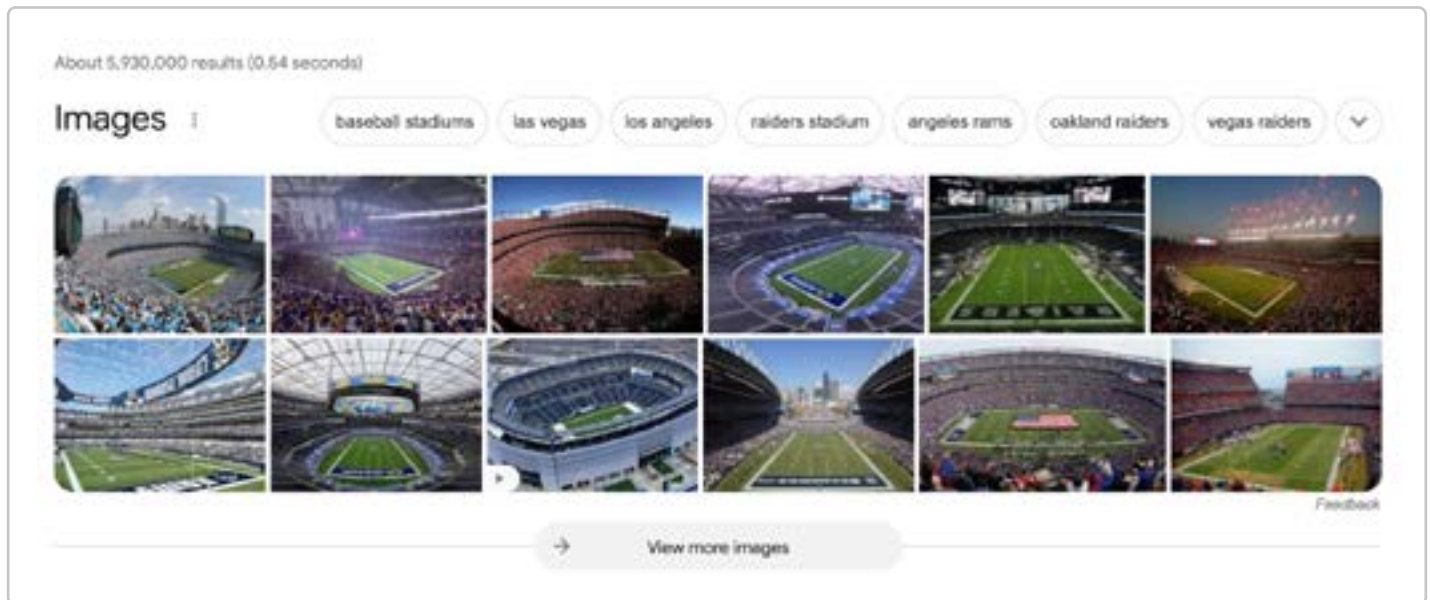 About 5,930,000 results (0.54 seconds)
Images
baseball stadiums
las vegas
los angeles
raiders stadium
angeles rams
oakland raiders
vegas raiders
Feedback
View more images